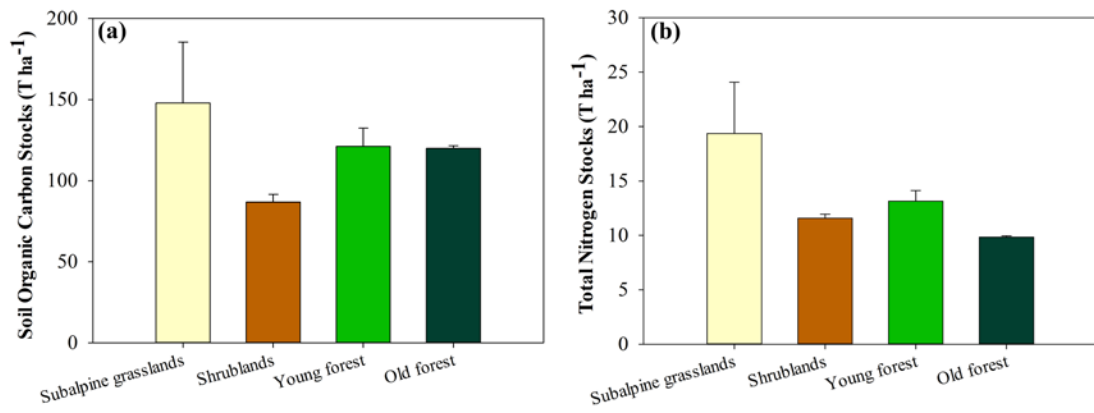 (a)
Soil Organic Carbon Stocks (T ha⁻¹)
200
150
100
50
0
Subalpine grasslands
Shrublands
Young forest
Old forest
(b)
Total Nitrogen Stocks (T ha⁻¹)
30
25
20
15
10
5
0
Subalpine grasslands
Shrublands
Young forest
Old forest